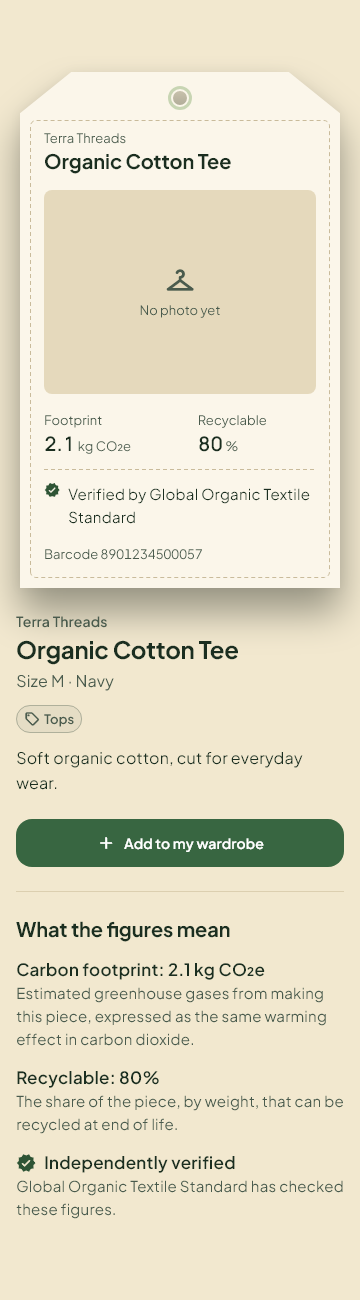 Terra Threads
Organic Cotton Tee
No photo yet
Footprint
2.1 kg CO₂e
Recyclable
80 %
Verified by Global Organic Textile
Standard
Barcode 8901234500057
Terra Threads
Organic Cotton Tee
Size M · Navy
Tops
Soft organic cotton, cut for everyday
wear.
Add to my wardrobe
What the figures mean
Carbon footprint: 2.1 kg CO₂e
Estimated greenhouse gases from making
this piece, expressed as the same warming
effect in carbon dioxide.
Recyclable: 80%
The share of the piece, by weight, that can be
recycled at end of life.
Independently verified
Global Organic Textile Standard has checked
these figures.